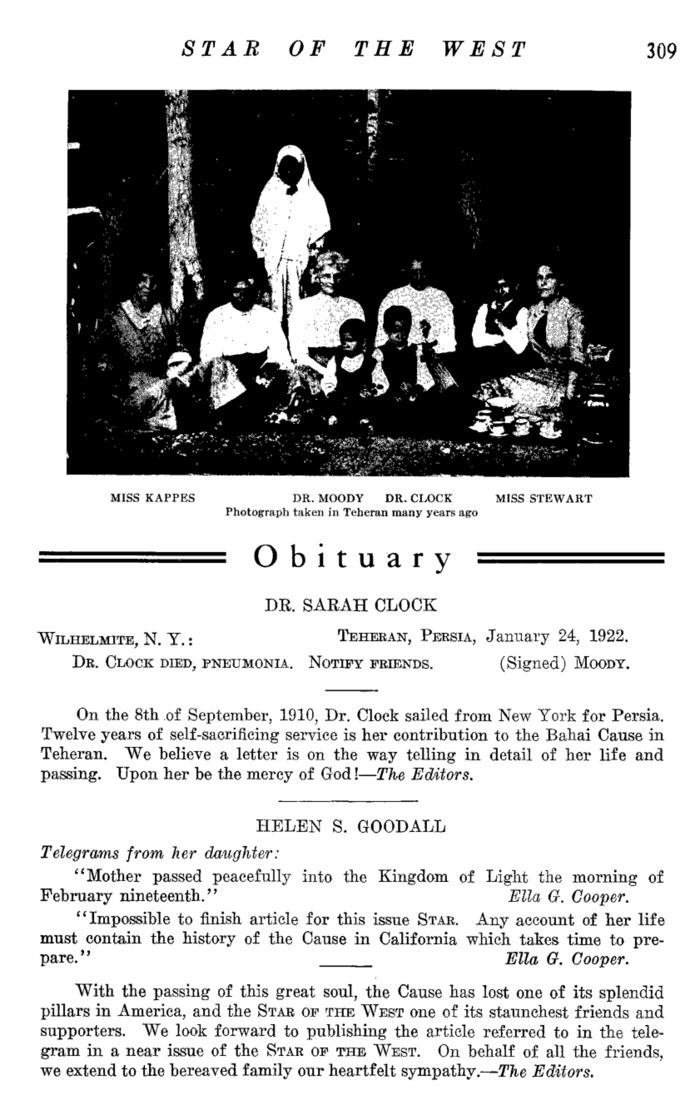 STAR OF THE WEST 309
MISS KAPPES DR. MOODY DR. CLOCK MISS STEWART
Photograph taken in Teheran many years ago
Obituary
DR. SARAH CLOCK
WILHELMITE, N. Y.: TEHERAN, PERSIA, January 24, 1922.
DR. CLOCK DIED, PNEUMONIA. NOTIFY FRIENDS. (Signed) MOODY.
On the 8th of September, 1910, Dr. Clock sailed from New York for Persia.
Twelve years of self-sacrificing service is her contribution to the Bahai Cause in
Teheran. We believe a letter is on the way telling in detail of her life and
passing. Upon her be the mercy of God!—The Editors.
HELEN S. GOODALL
Telegrams from her daughter:
"Mother passed peacefully into the Kingdom of Light the morning of
February nineteenth." Ella G. Cooper.
"Impossible to finish article for this issue STAR. Any account of her life
must contain the history of the Cause in California which takes time to pre-
pare." Ella G. Cooper.
With the passing of this great soul, the Cause has lost one of its splendid
pillars in America, and the STAR OF THE WEST one of its staunchest friends and
supporters. We look forward to publishing the article referred to in the tele-
gram in a near issue of the STAR OF THE WEST. On behalf of all the friends,
we extend to the bereaved family our heartfelt sympathy.—The Editors.